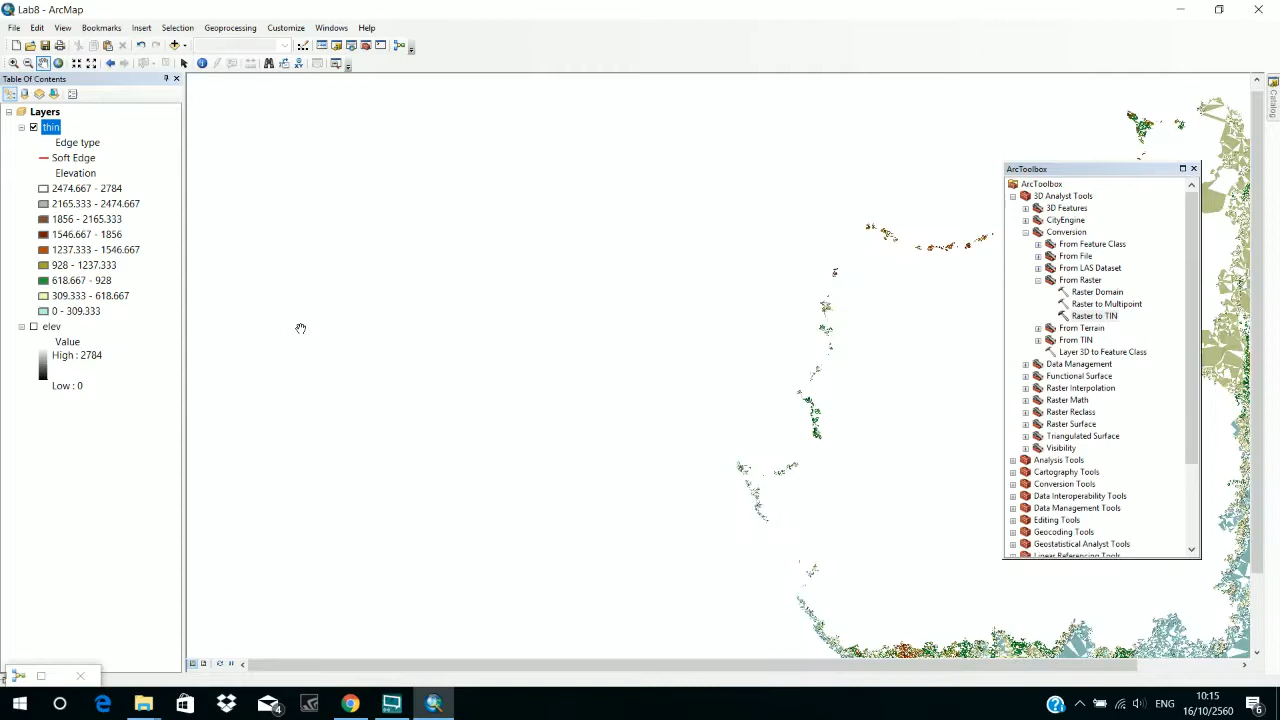 Lab8 - ArcMap
File Edit View Bookmarks Insert Selection Geoprocessing Customize Windows Help
Table Of Contents
Layers
thin
Edge type
Soft Edge
Elevation
2474.667 - 2784
2165.333 - 2474.667
1856 - 2165.333
1546.667 - 1856
1237.333 - 1546.667
928 - 1237.333
618.667 - 928
309.333 - 618.667
0 - 309.333
elev
Value
High : 2784
Low : 0
ArcToolbox
ArcToolbox
3D Analyst Tools
3D Features
CityEngine
Conversion
From Feature Class
From File
From LAS Dataset
From Raster
Raster Domain
Raster to Multipoint
Raster to TIN
From Terrain
From TIN
Layer 3D to Feature Class
Data Management
Functional Surface
Raster Interpolation
Raster Math
Raster Reclass
Raster Surface
Triangulated Surface
Visibility
Analysis Tools
Cartography Tools
Conversion Tools
Data Interoperability Tools
Data Management Tools
Editing Tools
Geocoding Tools
Geostatistical Analyst Tools
Linear Referencing Tools
Catalog
4
ENG
10:15
16/10/2560
6